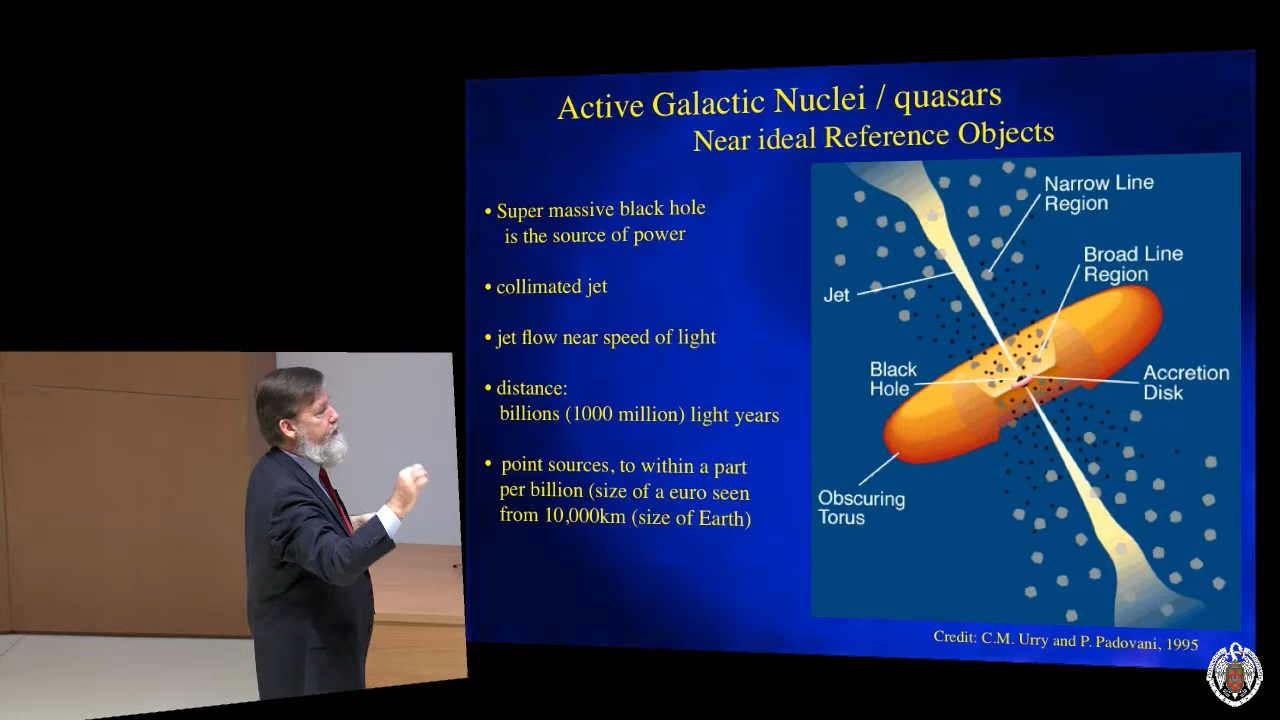 Active Galactic Nuclei / quasars
Near ideal Reference Objects
• Super massive black hole
is the source of power
• collimated jet
• jet flow near speed of light
• distance:
billions (1000 million) light years
• point sources, to within a part
per billion (size of a euro seen
from 10,000km (size of Earth)
Narrow Line
Region
Broad Line
Region
Jet
Black
Hole
Accretion
Disk
Obscuring
Torus
Credit: C.M. Urry and P. Padovani, 1995